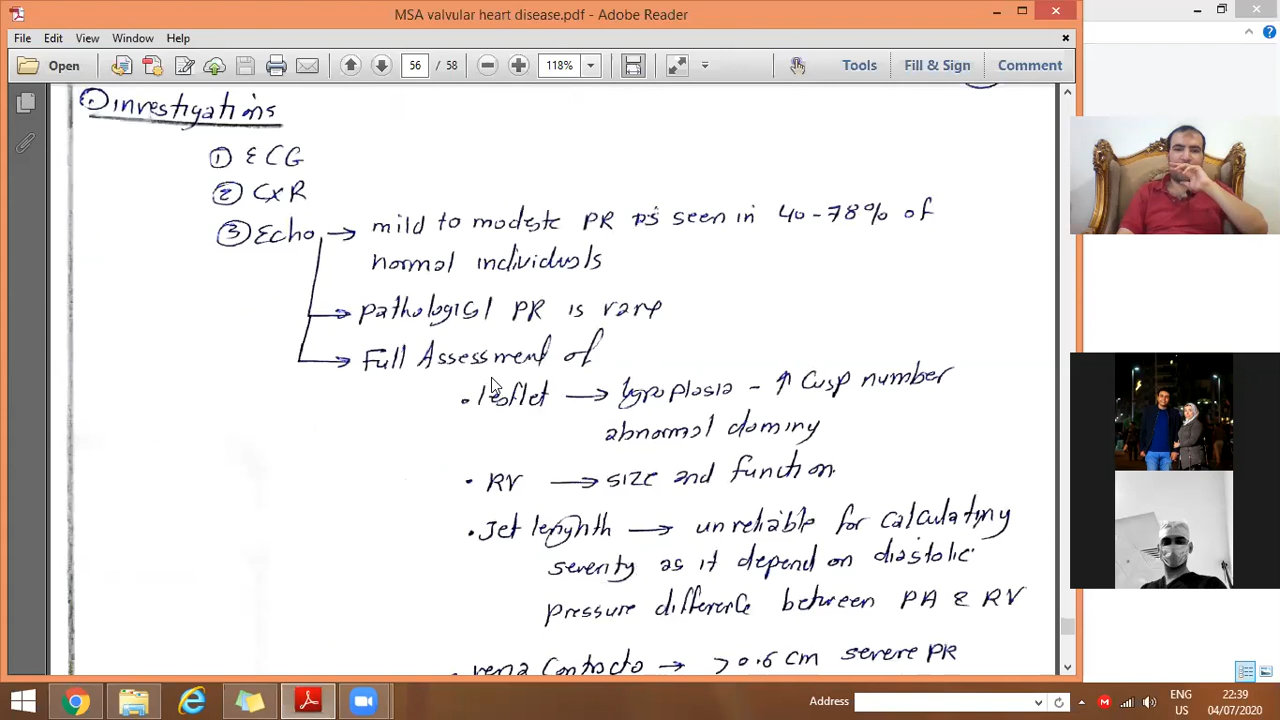 MSA valvular heart disease.pdf - Adobe Reader
File Edit View Window Help
Open 56 / 58 118% Tools Fill & Sign Comment
investigations
① ECG
② CXR
③ Echo → mild to modste PR is seen in 40-78% of
normal individuals
→ pathological PR is rare
→ Full Assessment of
• leaflet → hypoplasia - ↑ Cusp number
abnormal dominy
• RV → size and function
• Jet lenghth → unreliable for calculating
severity as it depend on diastolic
pressure difference between PA & RV
• vena Contracta → > 0.6 cm severe PR
Address
ENG
US
22:39
04/07/2020